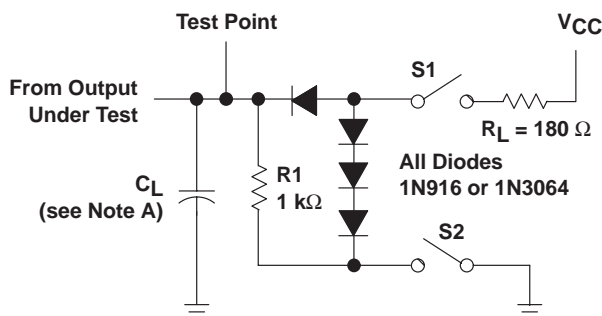 Test Point
VCC
S1
From Output
Under Test
RL = 180 Ω
R1
1 kΩ
All Diodes
1N916 or 1N3064
CL
(see Note A)
S2